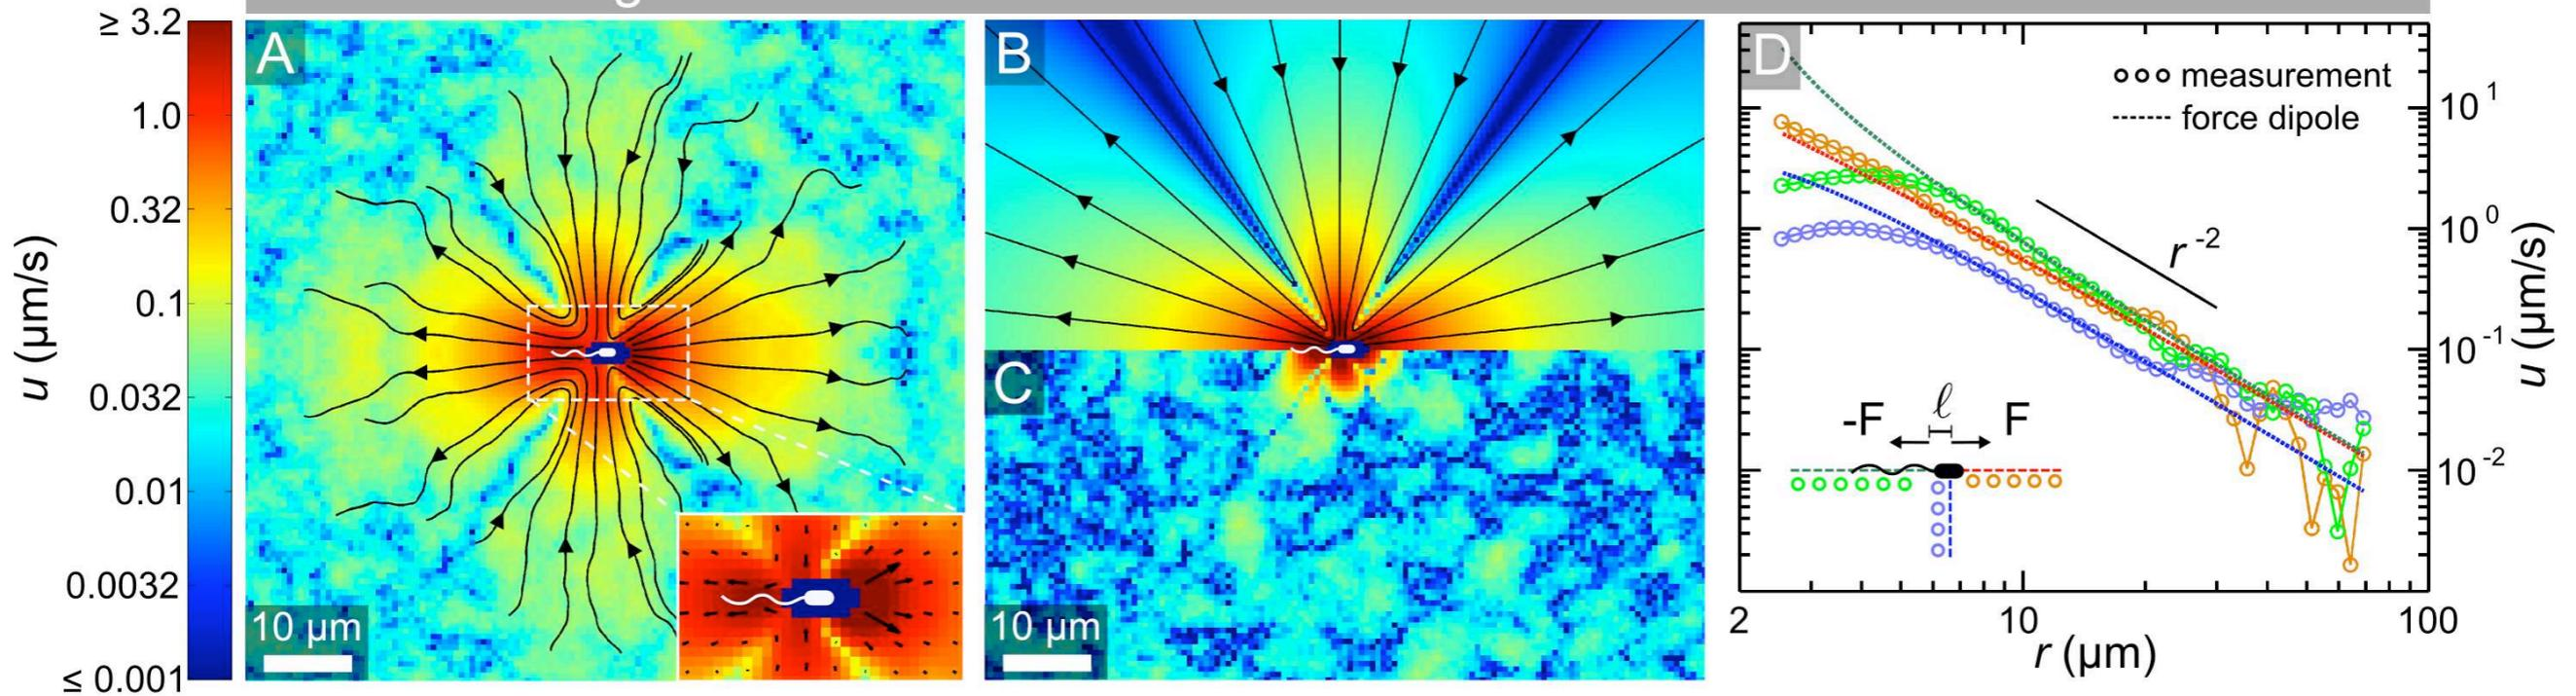 g
u (µm/s)
≥ 3.2
1.0
0.32
0.1
0.032
0.01
0.0032
≤ 0.001
A
10 µm
B
C
10 µm
D
measurement
force dipole
r -2
-F
ℓ
F
10 1
10 0
10 -1
10 -2
u (µm/s)
2
10
100
r (µm)